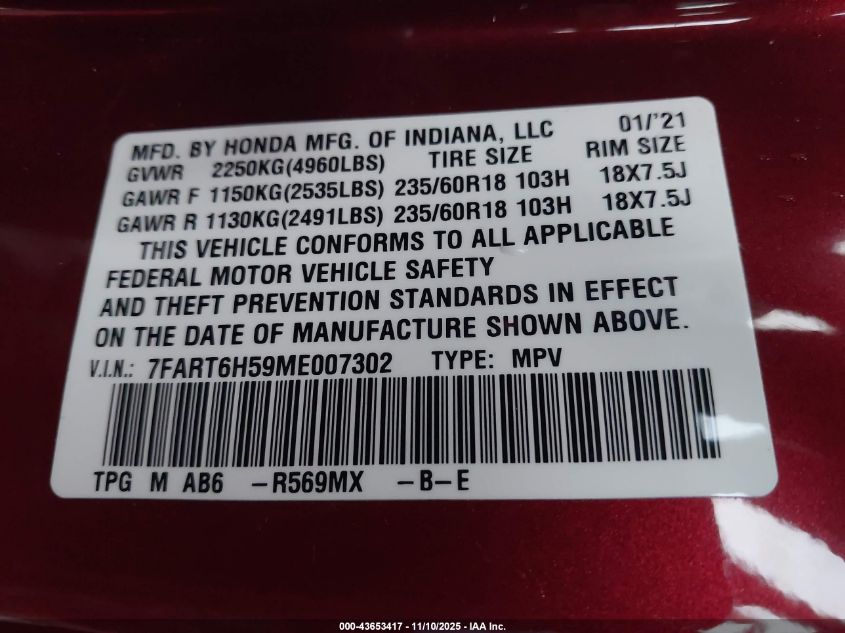 MFD. BY HONDA MFG. OF INDIANA, LLC 01/'21
GVWR 2250KG(4960LBS) TIRE SIZE RIM SIZE
GAWR F 1150KG(2535LBS) 235/60R18 103H 18X7.5J
GAWR R 1130KG(2491LBS) 235/60R18 103H 18X7.5J
THIS VEHICLE CONFORMS TO ALL APPLICABLE
FEDERAL MOTOR VEHICLE SAFETY
AND THEFT PREVENTION STANDARDS IN EFFECT
ON THE DATE OF MANUFACTURE SHOWN ABOVE.
V.I.N.: 7FART6H59ME007302 TYPE: MPV
TPG M AB6 -R569MX -B-E
000-43653417 - 11/10/2025 - IAA Inc.